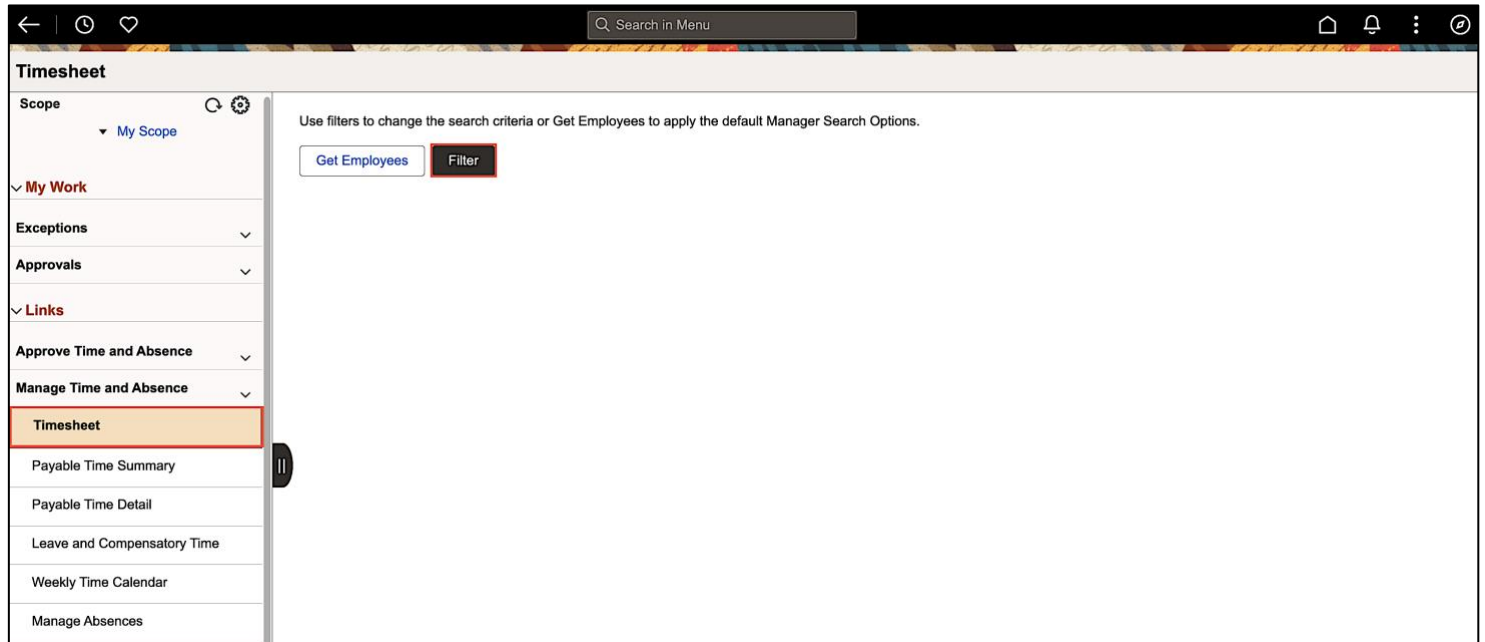 Search in Menu
Timesheet
Scope
My Scope
My Work
Exceptions
Approvals
Links
Approve Time and Absence
Manage Time and Absence
Timesheet
Payable Time Summary
Payable Time Detail
Leave and Compensatory Time
Weekly Time Calendar
Manage Absences
Use filters to change the search criteria or Get Employees to apply the default Manager Search Options.
Get Employees Filter